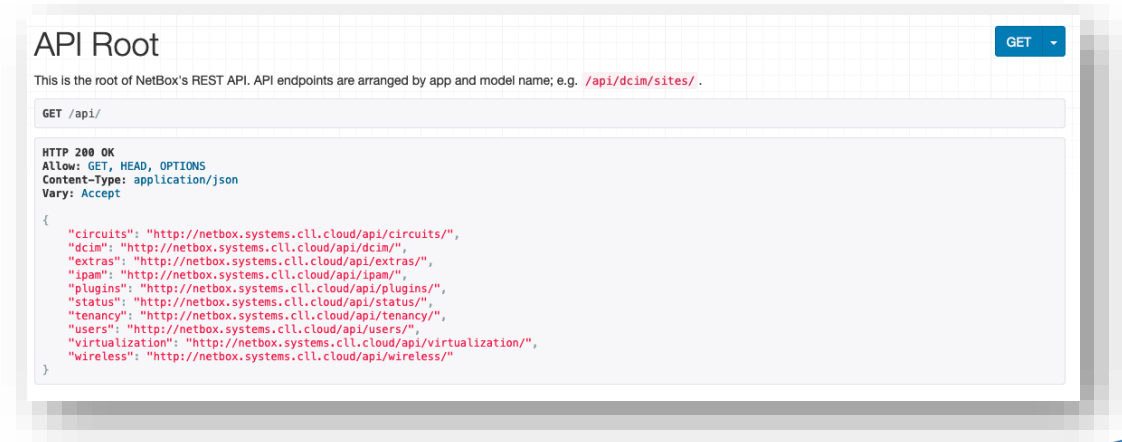 API Root
GET
This is the root of NetBox's REST API. API endpoints are arranged by app and model name; e.g. /api/dcim/sites/ .
GET /api/
HTTP 200 OK
Allow: GET, HEAD, OPTIONS
Content-Type: application/json
Vary: Accept
{
"circuits": "http://netbox.systems.cll.cloud/api/circuits/",
"dcim": "http://netbox.systems.cll.cloud/api/dcim/",
"extras": "http://netbox.systems.cll.cloud/api/extras/",
"ipam": "http://netbox.systems.cll.cloud/api/ipam/",
"plugins": "http://netbox.systems.cll.cloud/api/plugins/",
"status": "http://netbox.systems.cll.cloud/api/status/",
"tenancy": "http://netbox.systems.cll.cloud/api/tenancy/",
"users": "http://netbox.systems.cll.cloud/api/users/",
"virtualization": "http://netbox.systems.cll.cloud/api/virtualization/",
"wireless": "http://netbox.systems.cll.cloud/api/wireless/"
}